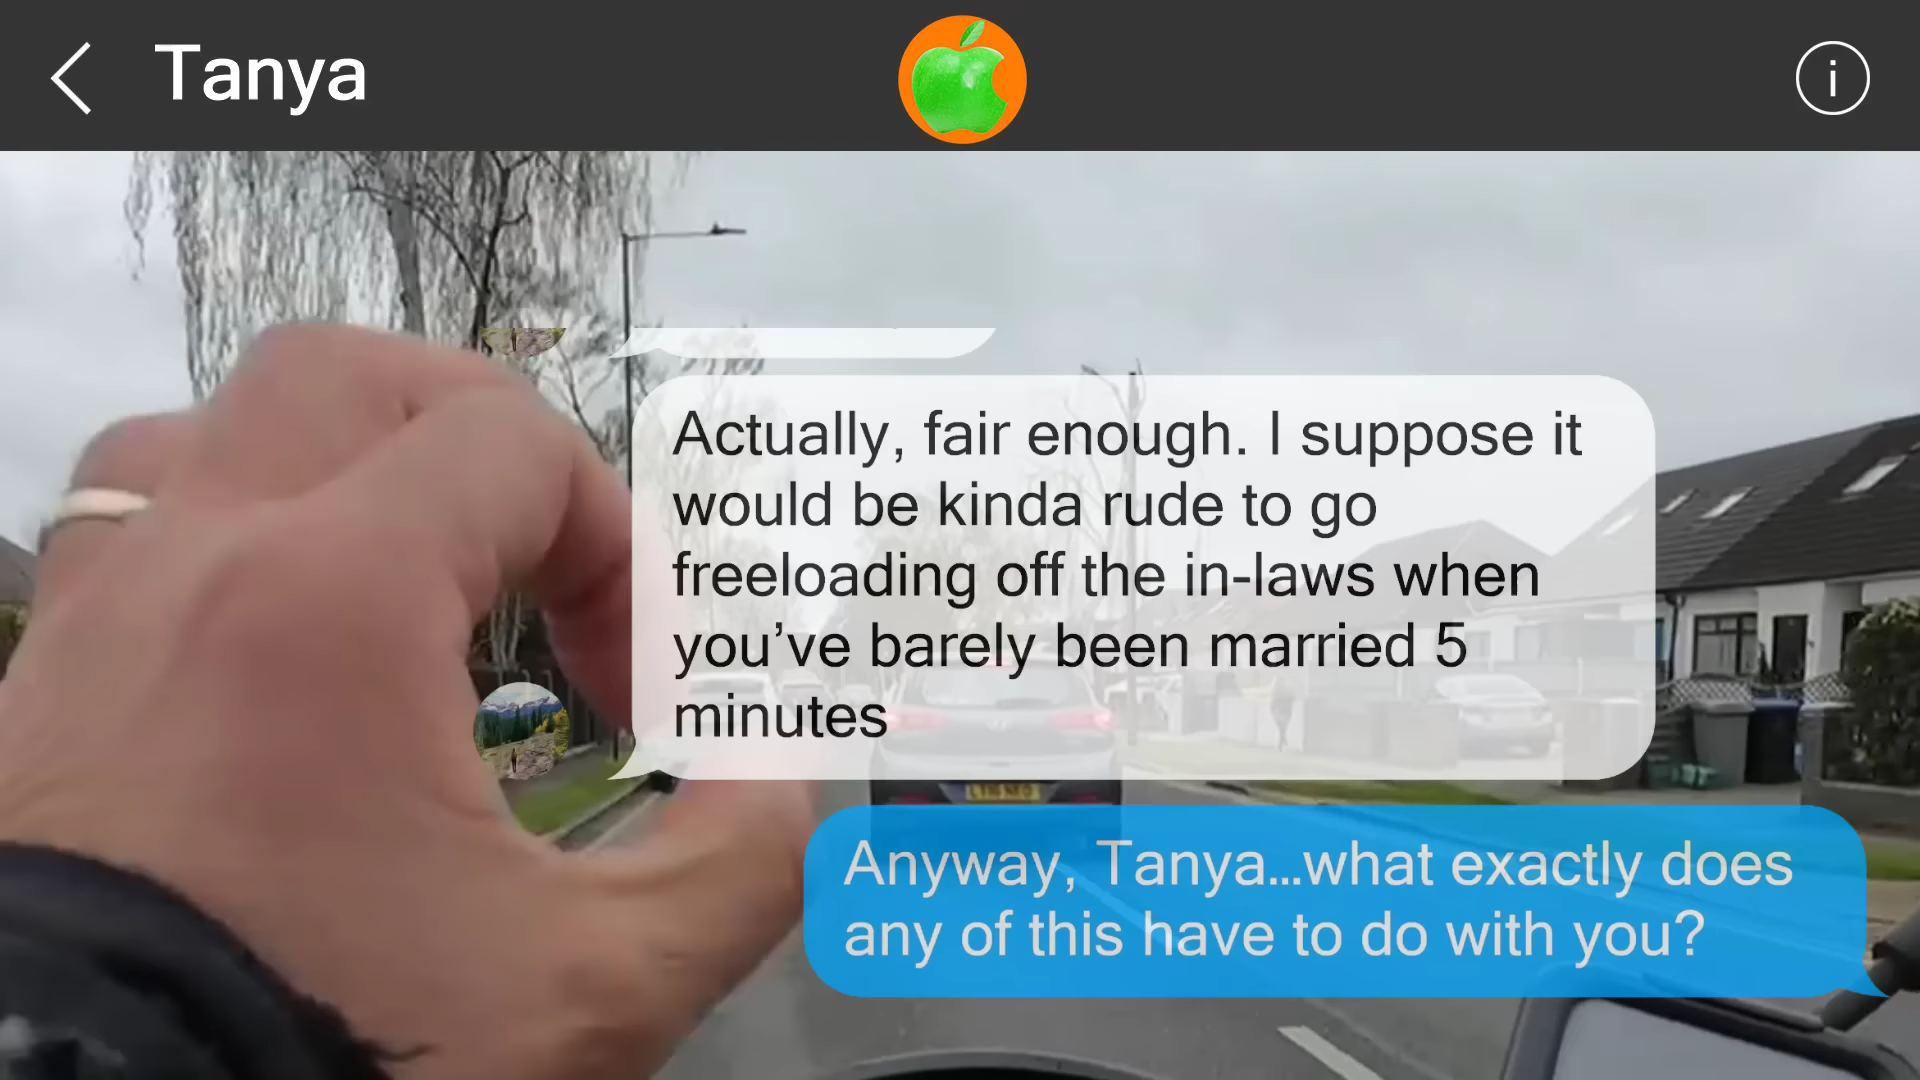 Tanya
Actually, fair enough. I suppose it
would be kinda rude to go
freeloading off the in-laws when
you’ve barely been married 5
minutes
Anyway, Tanya...what exactly does
any of this have to do with you?